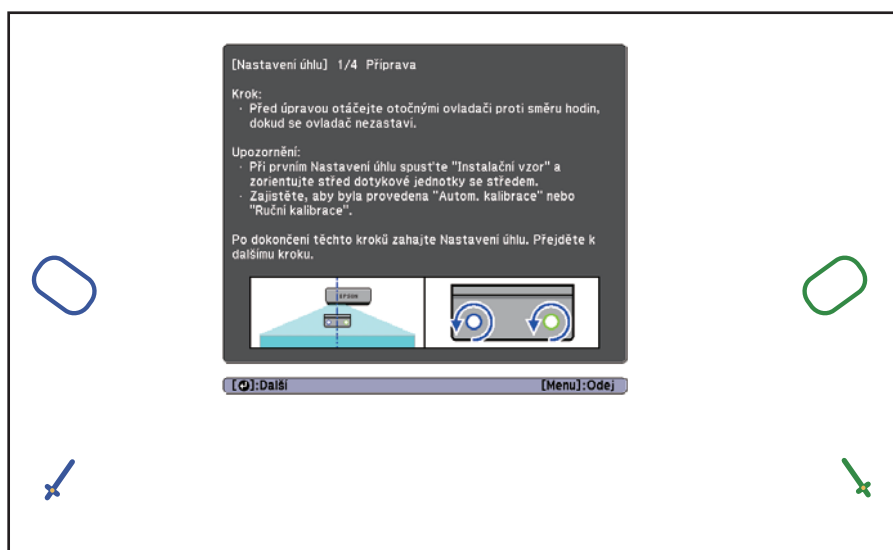 [Nastavení úhlu] 1/4 Příprava
Krok:
· Před úpravou otáčejte otočnými ovladači proti směru hodin,
dokud se ovladač nezastaví.
Upozornění:
· Při prvním Nastavení úhlu spusťte "Instalační vzor" a
zorientujte střed dotykové jednotky se středem.
· Zajistěte, aby byla provedena "Autom. kalibrace" nebo
"Ruční kalibrace".
Po dokončení těchto kroků zahajte Nastavení úhlu. Přejděte k
dalšímu kroku.
EPSON
[⏎]:Další [Menu]:Odej